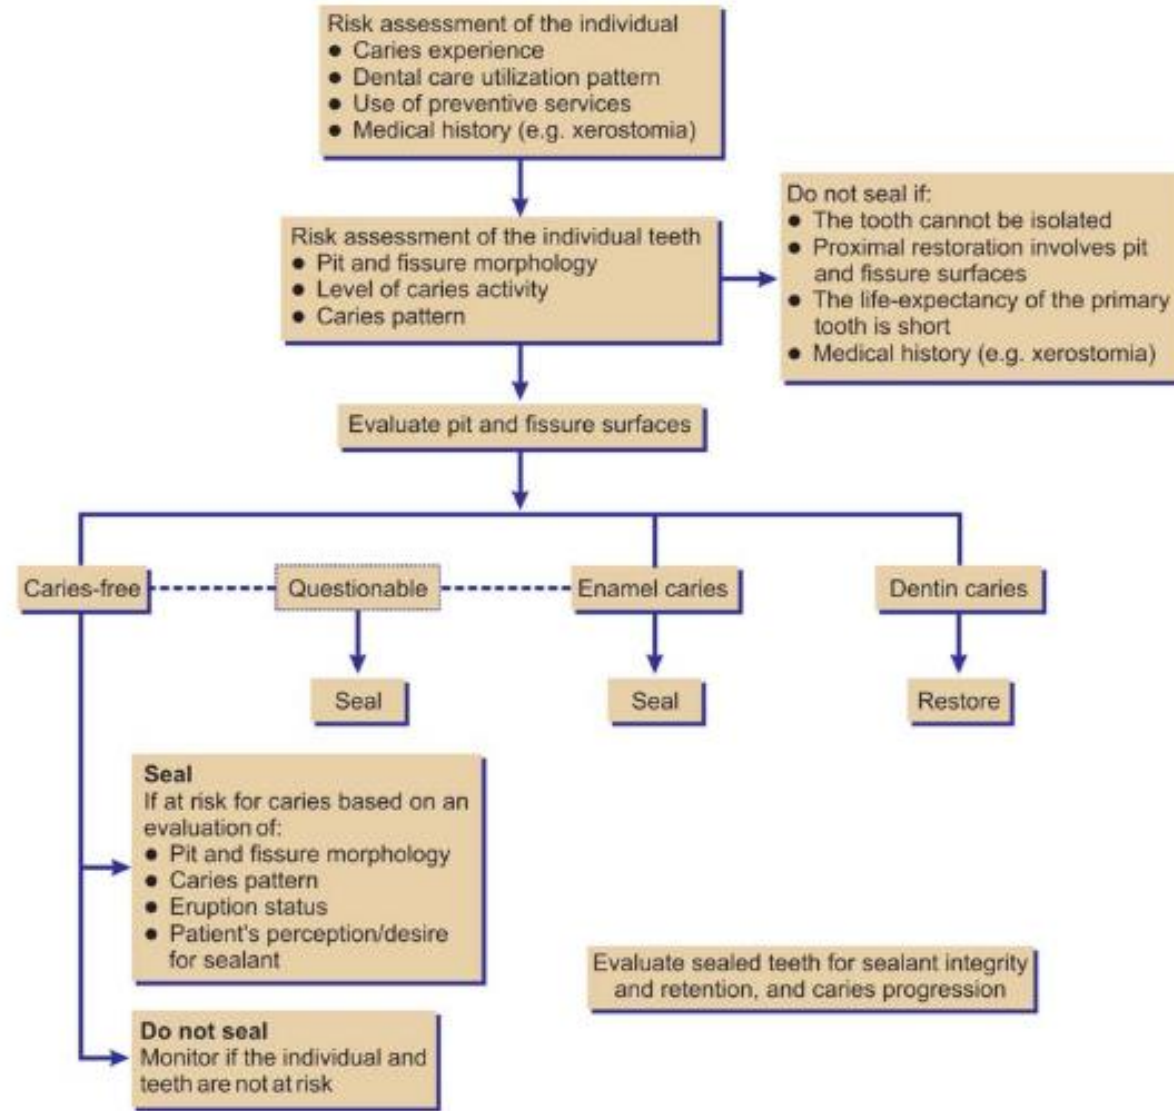 Risk assessment of the individual
● Caries experience
● Dental care utilization pattern
● Use of preventive services
● Medical history (e.g. xerostomia)
Risk assessment of the individual teeth
● Pit and fissure morphology
● Level of caries activity
● Caries pattern
Do not seal if:
● The tooth cannot be isolated
● Proximal restoration involves pit
and fissure surfaces
● The life-expectancy of the primary
tooth is short
● Medical history (e.g. xerostomia)
Evaluate pit and fissure surfaces
Caries-free
Questionable
Enamel caries
Dentin caries
Seal
Seal
Restore
Seal
If at risk for caries based on an
evaluation of:
● Pit and fissure morphology
● Caries pattern
● Eruption status
● Patient's perception/desire
for sealant
Evaluate sealed teeth for sealant integrity
and retention, and caries progression
Do not seal
Monitor if the individual and
teeth are not at risk